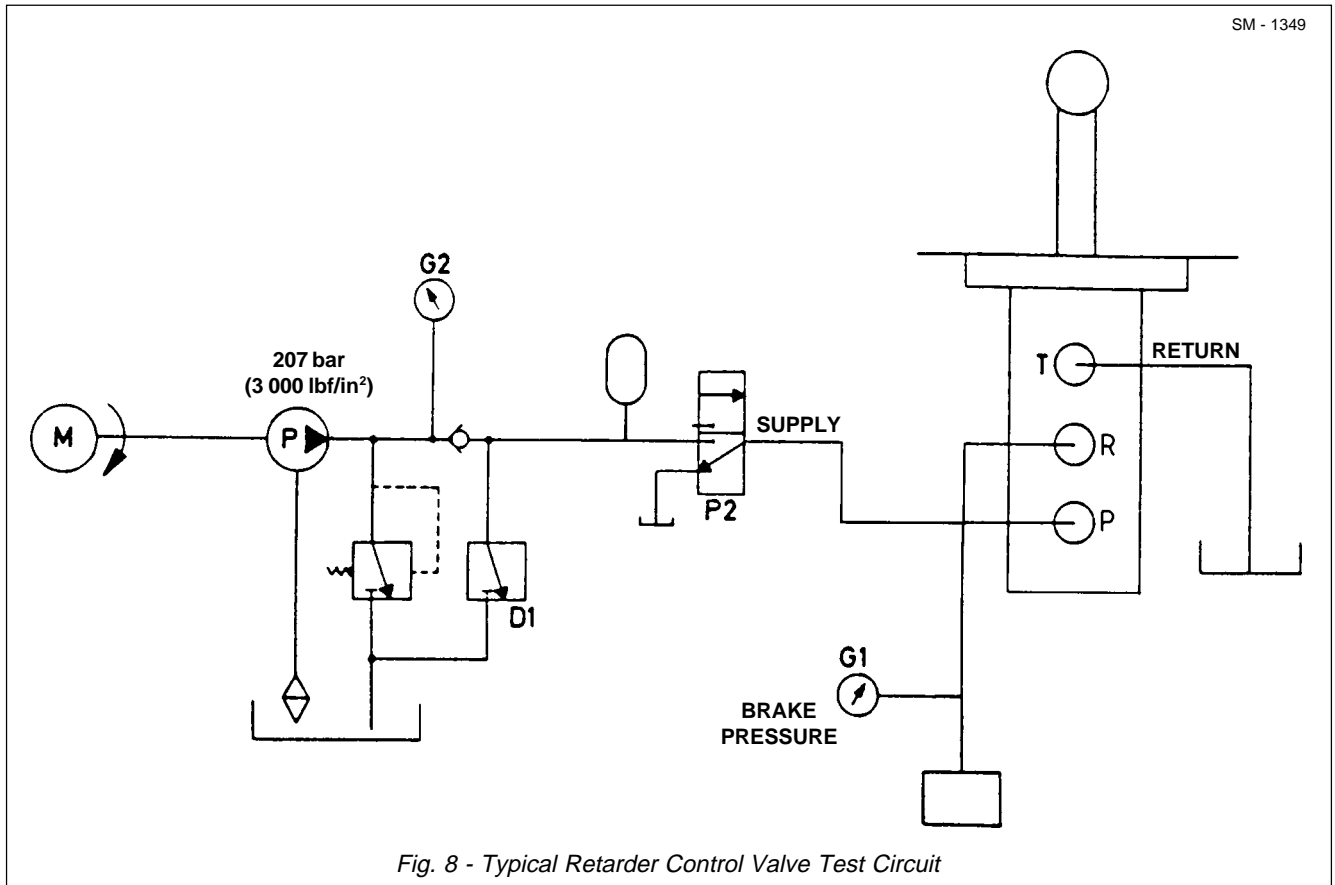 SM - 1349
G2
207 bar
(3 000 lbf/in²)
M
P
SUPPLY
P2
D1
T
RETURN
R
P
G1
BRAKE
PRESSURE
Fig. 8 - Typical Retarder Control Valve Test Circuit